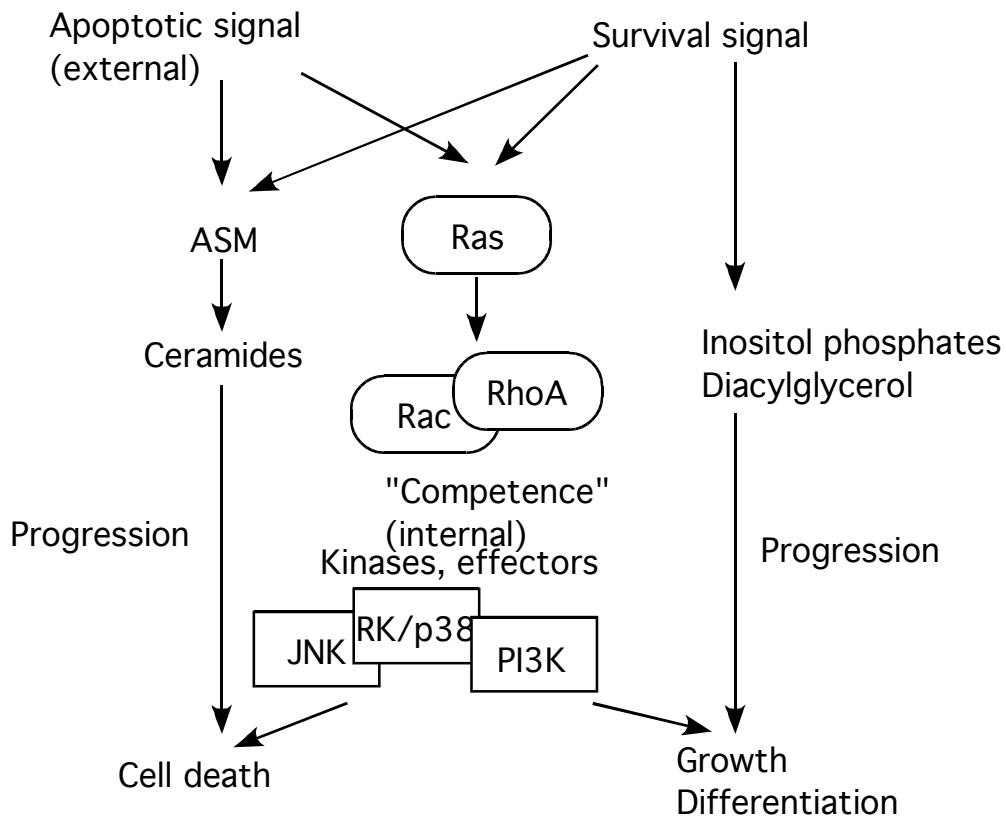 Apoptotic signal
(external)
Survival signal
ASM
Ras
Ceramides
Inositol phosphates
Diacylglycerol
RhoA
Rac
"Competence"
(internal)
Progression
Progression
Kinases, effectors
RK/p38
JNK
PI3K
Cell death
Growth
Differentiation